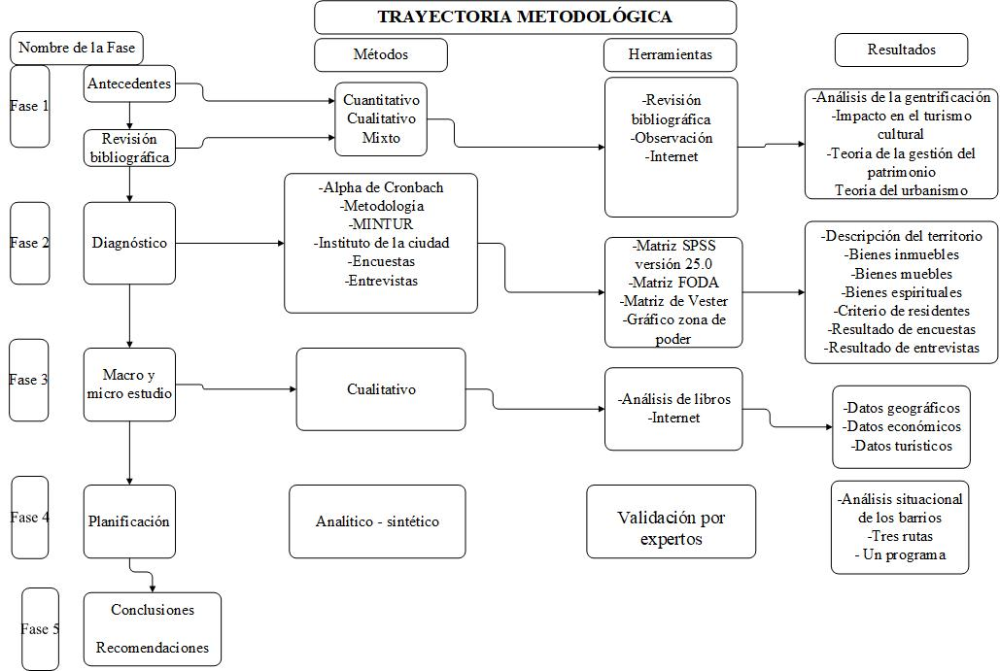 TRAYECTORIA METODOLÓGICA
Nombre de la Fase
Métodos
Herramientas
Resultados
Fase 1
Antecedentes
Revisión
bibliográfica
Cuantitativo
Cualitativo
Mixto
-Revisión
bibliográfica
-Observación
-Internet
-Análisis de la gentrificación
-Impacto en el turismo
cultural
-Teoría de la gestión del
patrimonio
Teoría del urbanismo
Fase 2
Diagnóstico
-Alpha de Cronbach
-Metodología
-MINTUR
-Instituto de la ciudad
-Encuestas
-Entrevistas
-Matriz SPSS
versión 25.0
-Matriz FODA
-Matriz de Vester
-Gráfico zona de
poder
-Descripción del territorio
-Bienes inmuebles
-Bienes muebles
-Bienes espirituales
-Criterio de residentes
-Resultado de encuestas
-Resultado de entrevistas
Fase 3
Macro y
micro estudio
Cualitativo
-Análisis de libros
-Internet
-Datos geográficos
-Datos económicos
-Datos turísticos
Fase 4
Planificación
Analítico - sintético
Validación por
expertos
-Análisis situacional
de los barrios
-Tres rutas
- Un programa
Fase 5
Conclusiones
Recomendaciones